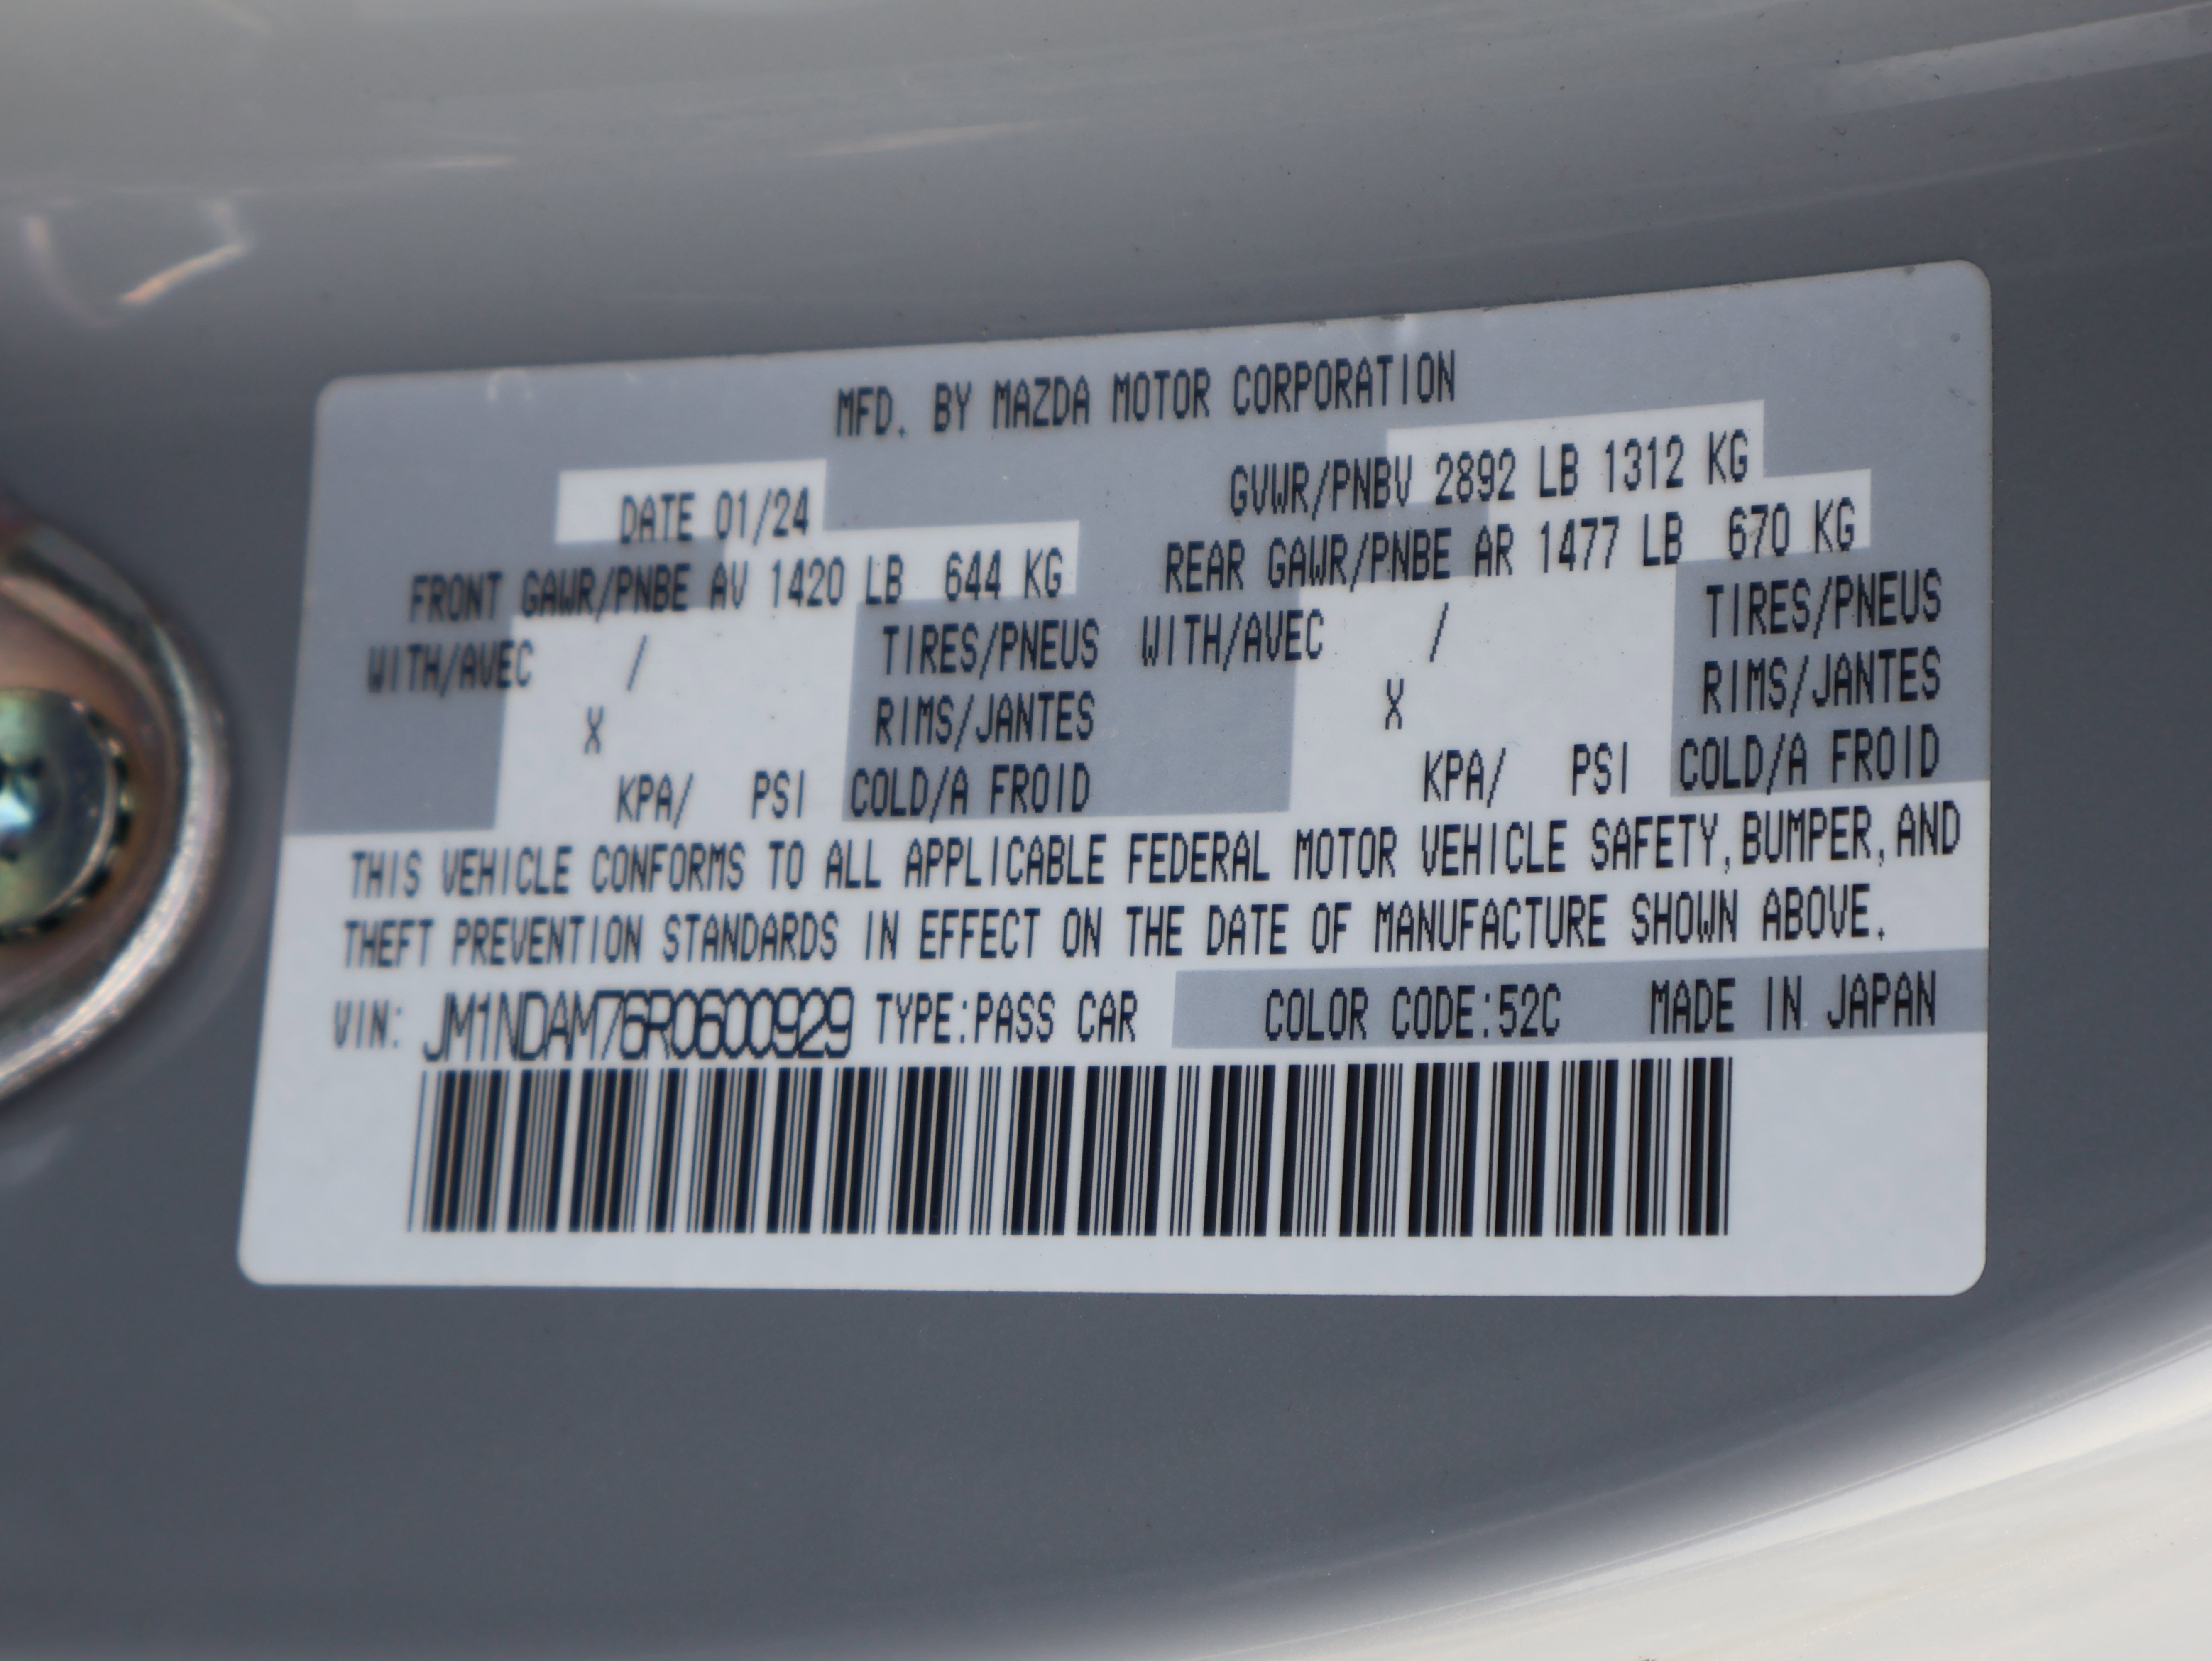 MFD. BY MAZDA MOTOR CORPORATION
DATE 01/24 GVWR/PNBV 2892 LB 1312 KG
FRONT GAWR/PNBE AV 1420 LB 644 KG REAR GAWR/PNBE AR 1477 LB 670 KG
WITH/AVEC / TIRES/PNEUS WITH/AVEC / TIRES/PNEUS
X RIMS/JANTES X RIMS/JANTES
KPA/ PSI COLD/A FROID KPA/ PSI COLD/A FROID
THIS VEHICLE CONFORMS TO ALL APPLICABLE FEDERAL MOTOR VEHICLE SAFETY, BUMPER, AND
THEFT PREVENTION STANDARDS IN EFFECT ON THE DATE OF MANUFACTURE SHOWN ABOVE.
VIN: JM1NDAM76R0600929 TYPE:PASS CAR COLOR CODE:52C MADE IN JAPAN